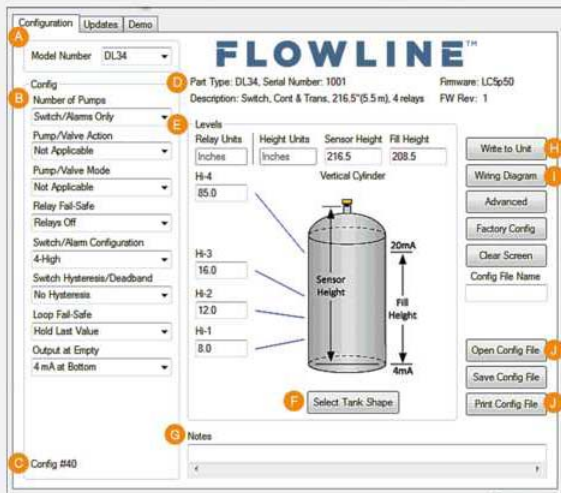 Configuration Updates Demo
A
Model Number DL34
FLOWLINE™
Config
B
Number of Pumps
Switch/Alarms Only
Pump/Valve Action
Not Applicable
Pump/Valve Mode
Not Applicable
Relay Fail-Safe
Relays Off
Switch/Alarm Configuration
4-High
Switch Hysteresis/Deadband
No Hysteresis
Loop Fail-Safe
Hold Last Value
Output at Empty
4 mA at Bottom
C Config #40
D Part Type: DL34, Serial Number: 1001 Firmware: LC5p50
Description: Switch, Cont & Trans, 216.5"(5.5 m), 4 relays FW Rev: 1
E Levels
Relay Units Height Units Sensor Height Fill Height
Inches Inches 216.5 208.5
Hi-4 Vertical Cylinder
85.0
Hi-3
16.0
Hi-2
12.0
Hi-1
8.0
20mA
Sensor
Height
Fill
Height
4mA
F Select Tank Shape
G Notes
Write to Unit H
Wiring Diagram I
Advanced
Factory Config
Clear Screen
Config File Name
Open Config File J
Save Config File
Print Config File J